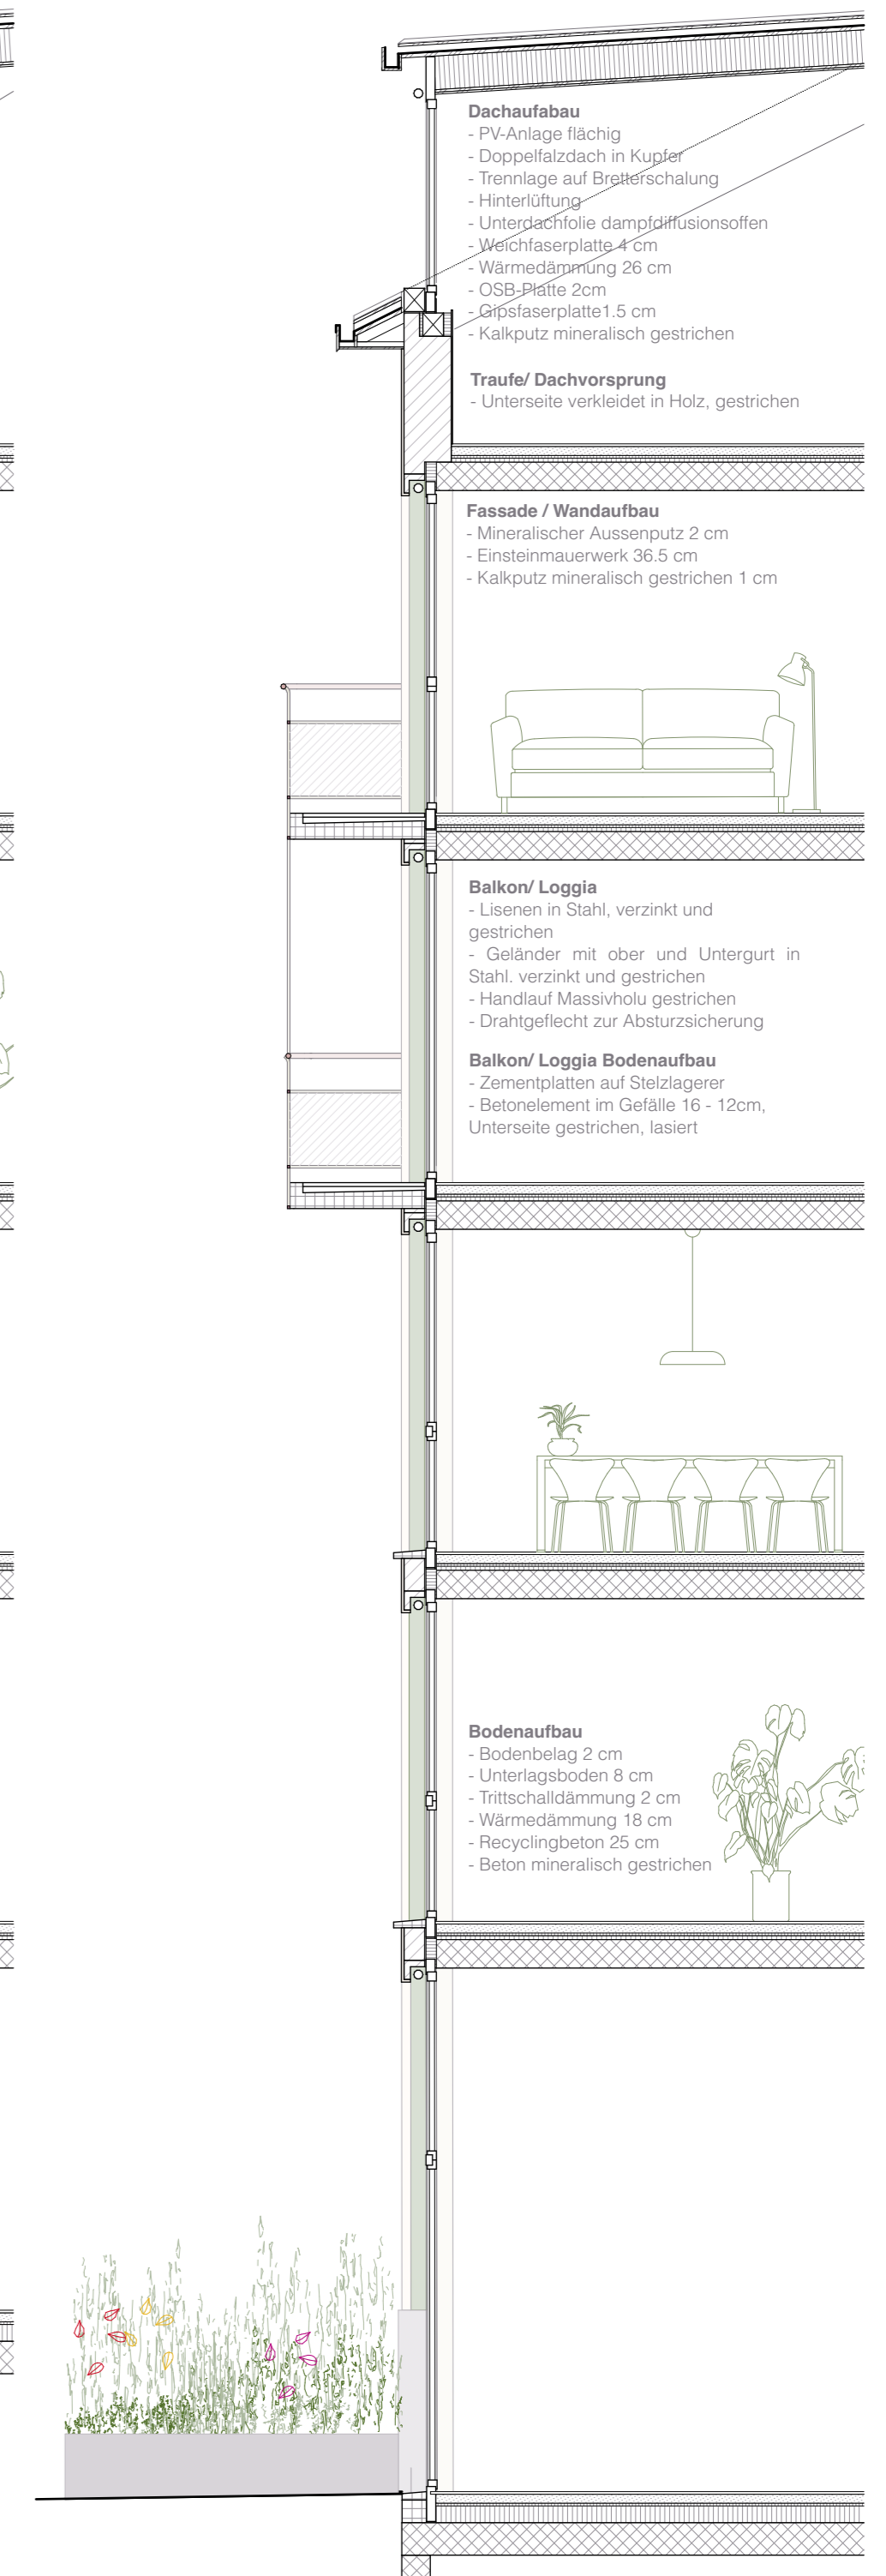 Dachaufabau
- PV-Anlage flächig
- Doppelfalzdach in Kupfer
- Trennlage auf Bretterschalung
- Hinterlüftung
- Unterdachfolie dampfdiffusionsoffen
- Weichfaserplatte 4 cm
- Wärmedämmung 26 cm
- OSB-Platte 2cm
- Gipsfaserplatte1.5 cm
- Kalkputz mineralisch gestrichen
Traufe/ Dachvorsprung
- Unterseite verkleidet in Holz, gestrichen
Fassade / Wandaufbau
- Mineralischer Aussenputz 2 cm
- Einsteinmauerwerk 36.5 cm
- Kalkputz mineralisch gestrichen 1 cm
Balkon/ Loggia
- Lisenen in Stahl, verzinkt und
gestrichen
- Geländer mit ober und Untergurt in
Stahl. verzinkt und gestrichen
- Handlauf Massivholu gestrichen
- Drahtgeflecht zur Absturzsicherung
Balkon/ Loggia Bodenaufbau
- Zementplatten auf Stelzlagerer
- Betonelement im Gefälle 16 - 12cm,
Unterseite gestrichen, lasiert
Bodenaufbau
- Bodenbelag 2 cm
- Unterlagsboden 8 cm
- Trittschalldämmung 2 cm
- Wärmedämmung 18 cm
- Recyclingbeton 25 cm
- Beton mineralisch gestrichen